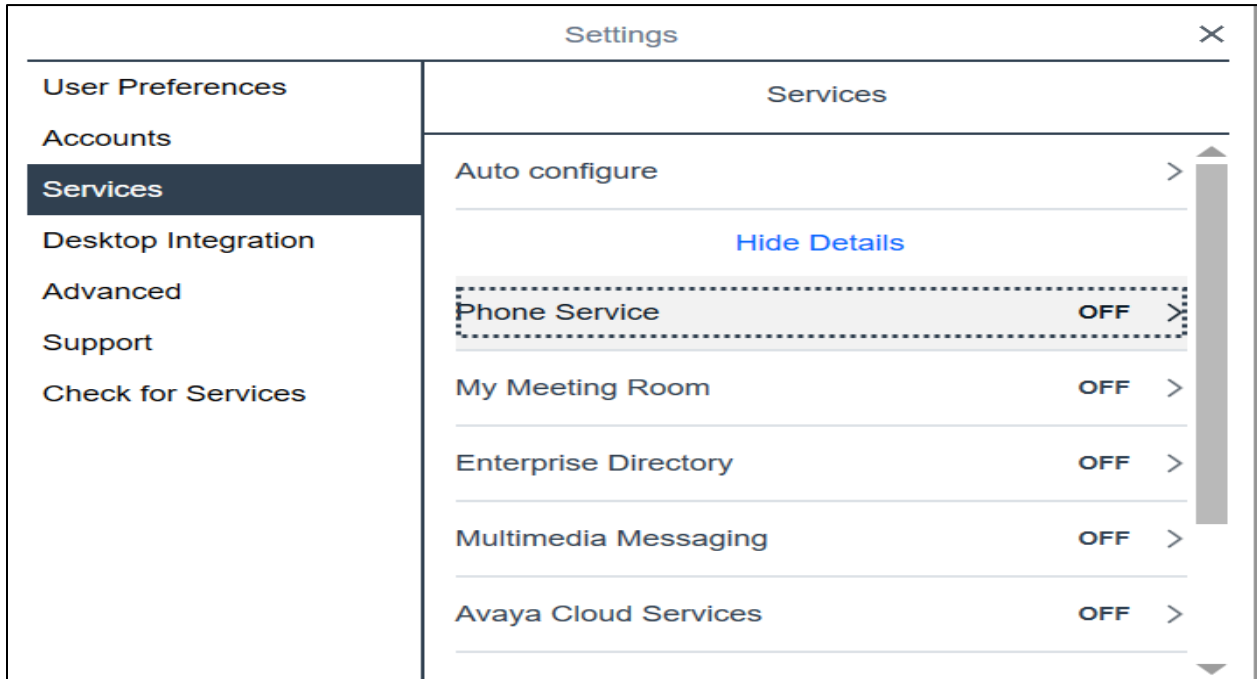 Settings
User Preferences
Accounts
Services
Desktop Integration
Advanced
Support
Check for Services
Services
Auto configure
Hide Details
Phone Service OFF
My Meeting Room OFF
Enterprise Directory OFF
Multimedia Messaging OFF
Avaya Cloud Services OFF